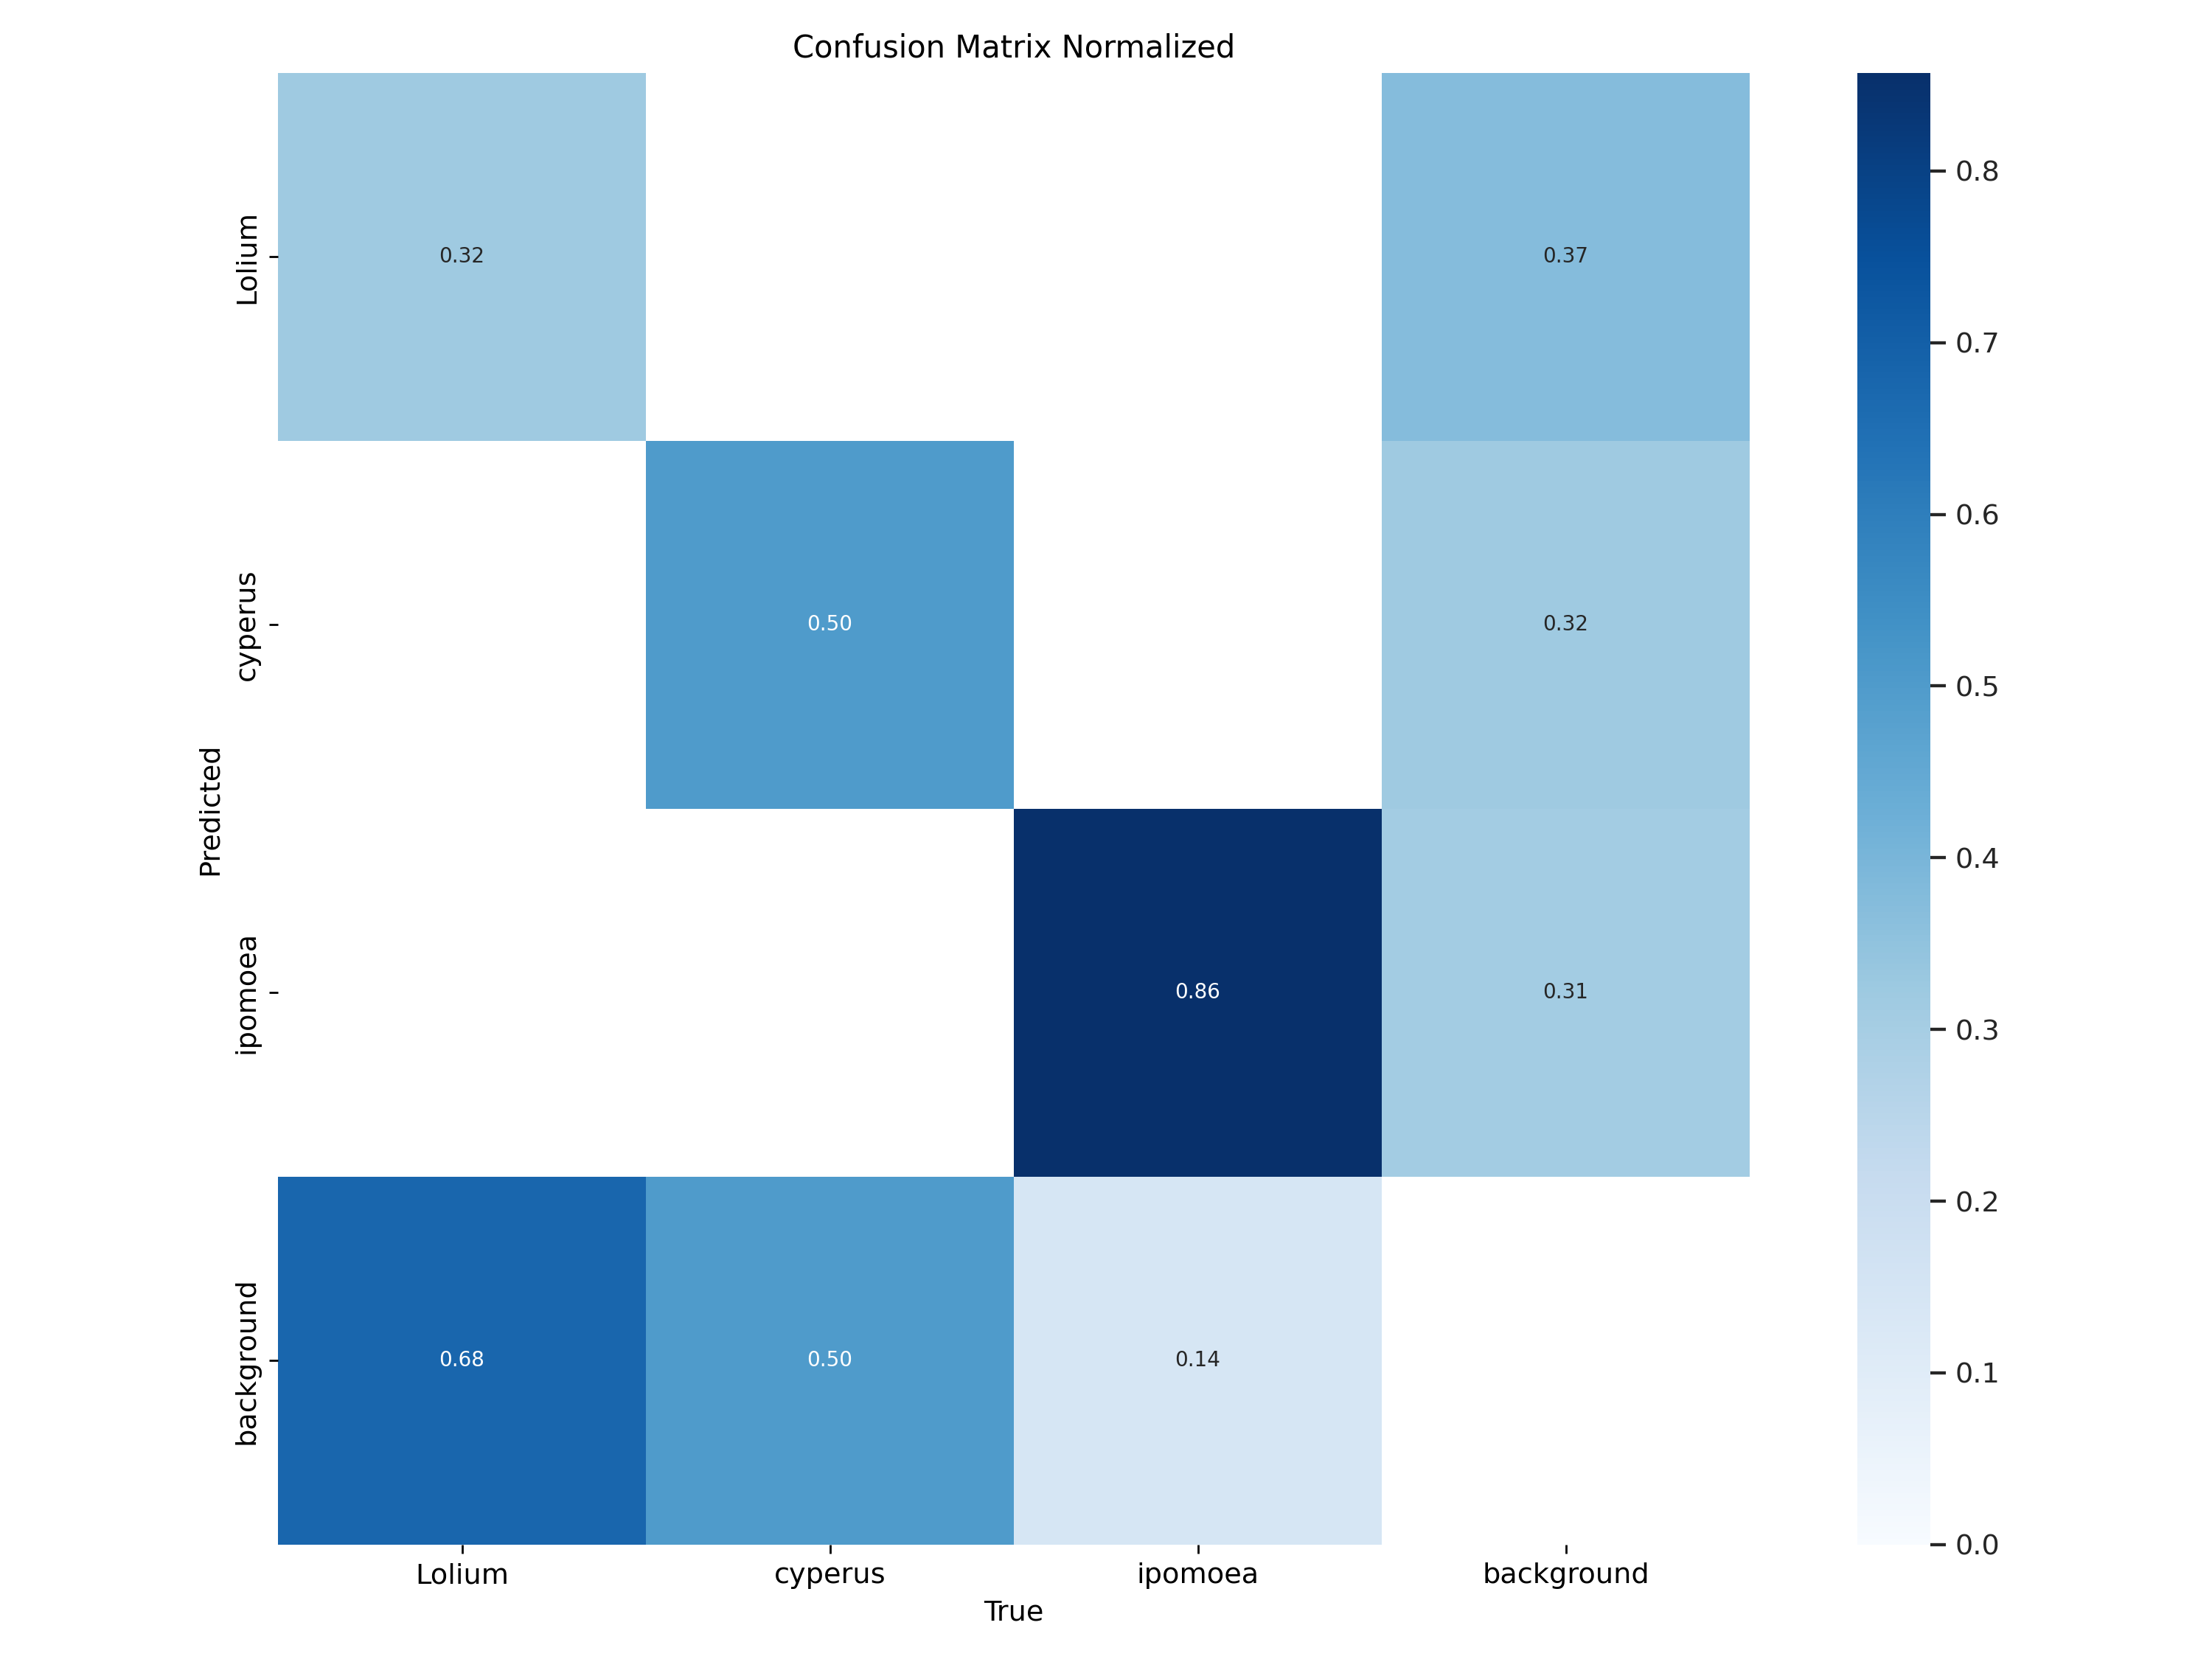 Confusion Matrix Normalized
Lolium
0.32
0.37
cyperus
0.50
0.32
ipomoea
0.86
0.31
background
0.68
0.50
0.14
Predicted
Lolium
cyperus
ipomoea
background
True
0.8
0.7
0.6
0.5
0.4
0.3
0.2
0.1
0.0